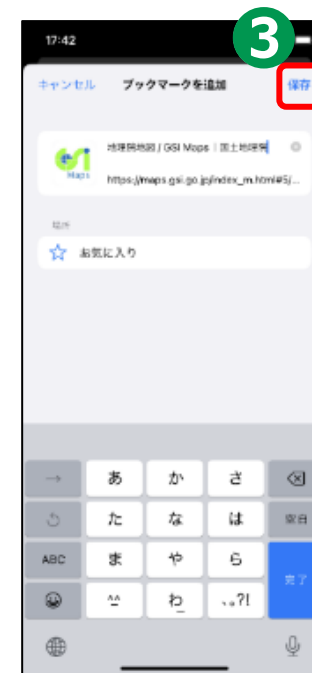 3
17:42
キャンセル ブックマークを追加 保存
地理院地図 / GSI Maps｜国土地理院
Maps
https://maps.gsi.go.jp/index_m.html#5/...
場所
お気に入り
→ あ か さ
た な は 空白
ABC ま や ら
完了
^^ わ_ 、。?!